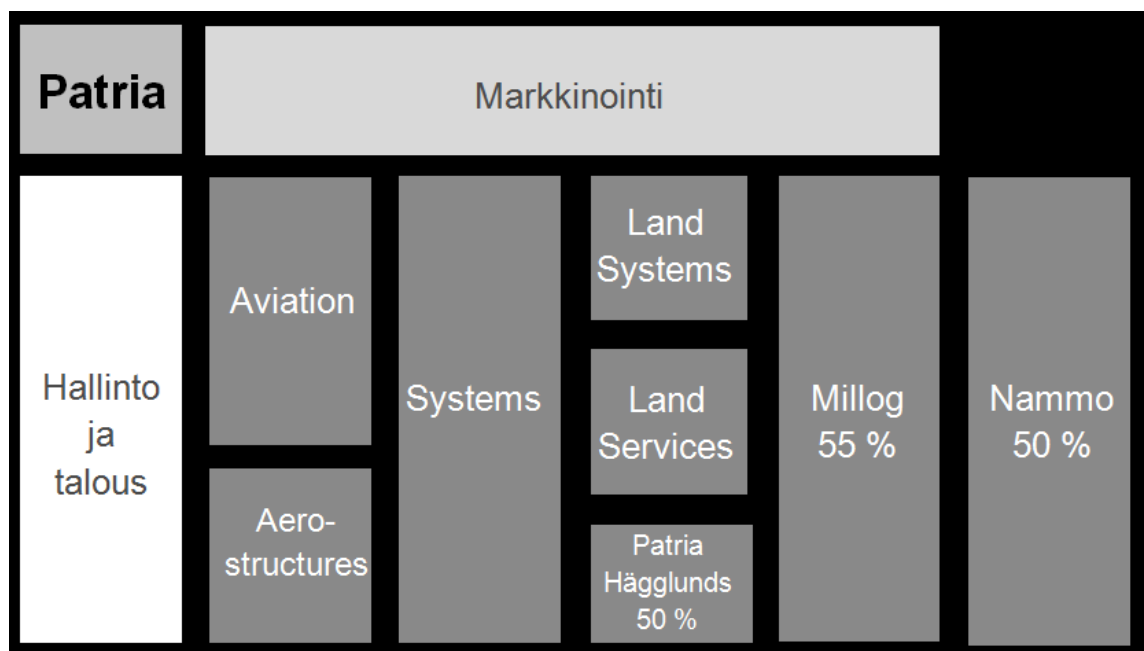 Patria
Markkinointi
Hallinto
ja
talous
Aviation
Aero-
structures
Systems
Land
Systems
Land
Services
Patria
Hägglunds
50 %
Millog
55 %
Nammo
50 %